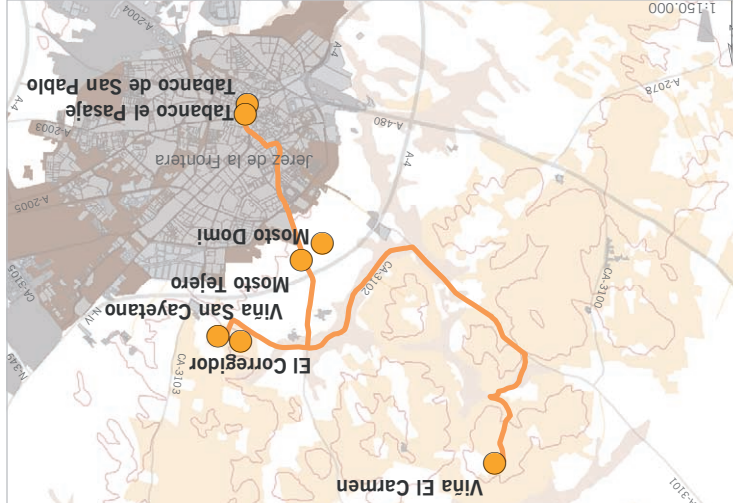 1:150.000
A-2004
A-4
A-2078
Tabanco de San Pablo
A-4
Tabanco el Pasaje
A-480
A-2003
Jerez de la Frontera
A-4
A-2005
Mosto Domi
CA-3105
CA-3102
Mosto Tejero
CA-3100
Viña San Cayetano
N-IV
El Corregidor
N-349
CA-3103
CA-3101
Viña El Carmen